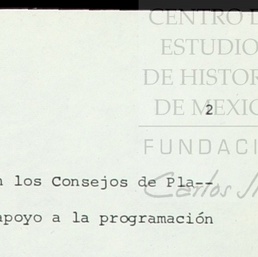 CENTRO D
ESTUDIO
DE HISTOR
DE MEXIC
2
FUNDACI
n los Consejos de Pla--
apoyo a la programación